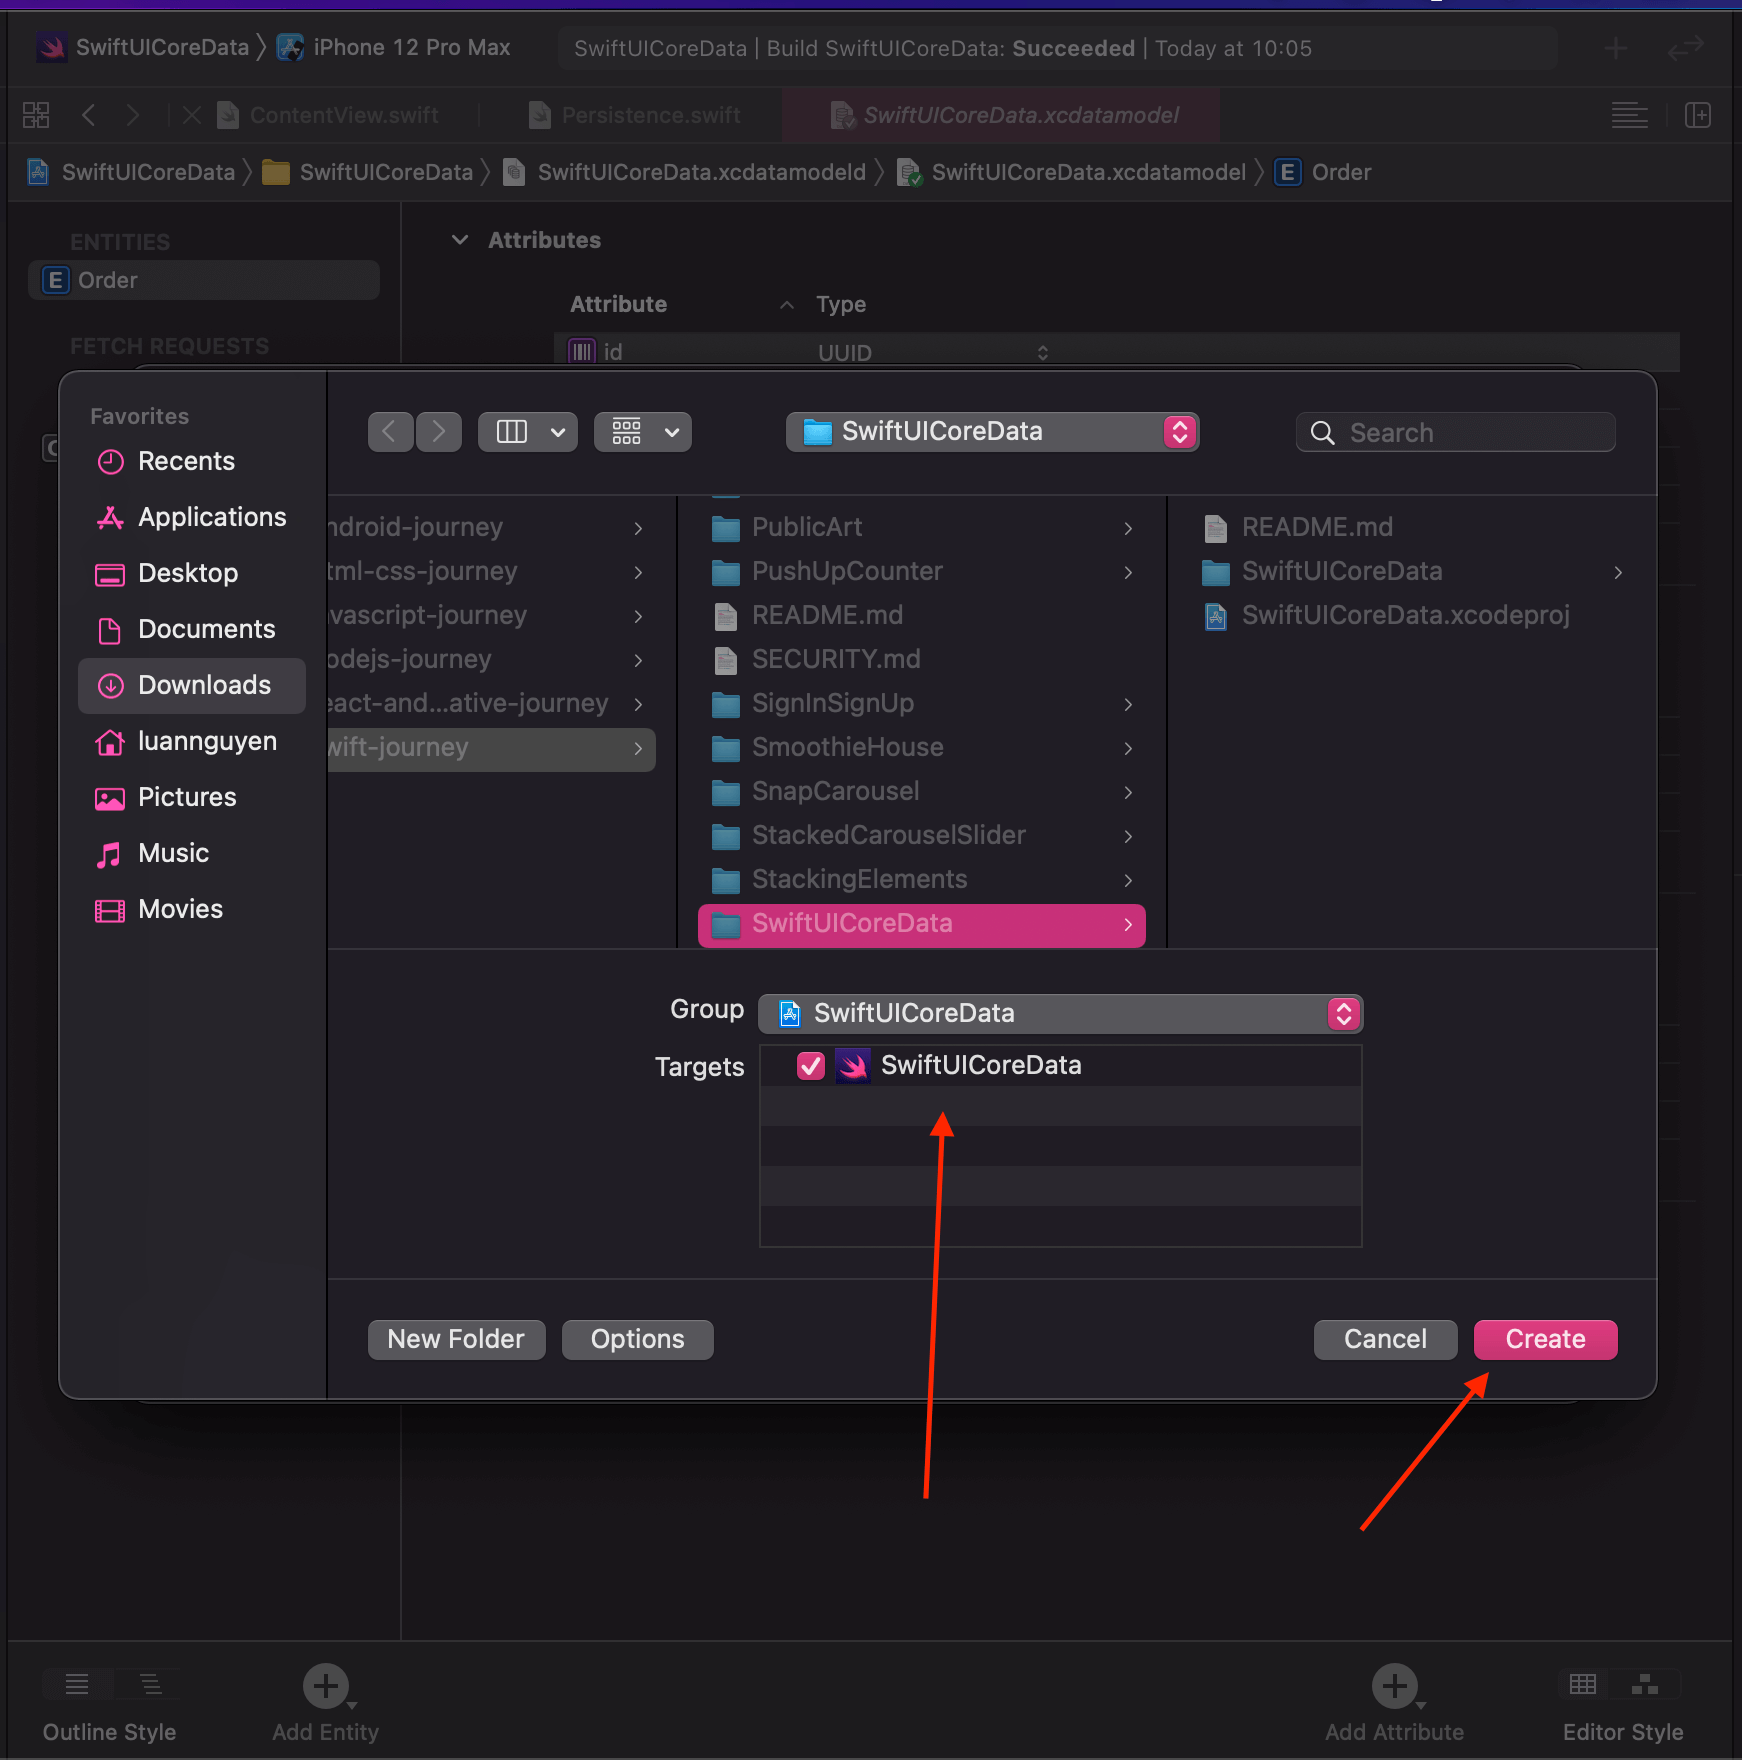 SwiftUICoreData iPhone 12 Pro Max SwiftUICoreData | Build SwiftUICoreData: Succeeded | Today at 10:05
ContentView.swift Persistence.swift SwiftUICoreData.xcdatamodel
SwiftUICoreData SwiftUICoreData SwiftUICoreData.xcdatamodeld SwiftUICoreData.xcdatamodel E Order
ENTITIES
E Order
FETCH REQUESTS
Attributes
Attribute Type
id UUID
Favorites
Recents
Applications
Desktop
Documents
Downloads
luannguyen
Pictures
Music
Movies
SwiftUICoreData Search
ndroid-journey
tml-css-journey
vascript-journey
odejs-journey
eact-and...ative-journey
wift-journey
PublicArt
PushUpCounter
README.md
SECURITY.md
SignInSignUp
SmoothieHouse
SnapCarousel
StackedCarouselSlider
StackingElements
SwiftUICoreData
README.md
SwiftUICoreData
SwiftUICoreData.xcodeproj
Group SwiftUICoreData
Targets SwiftUICoreData
New Folder Options Cancel Create
Outline Style Add Entity Add Attribute Editor Style